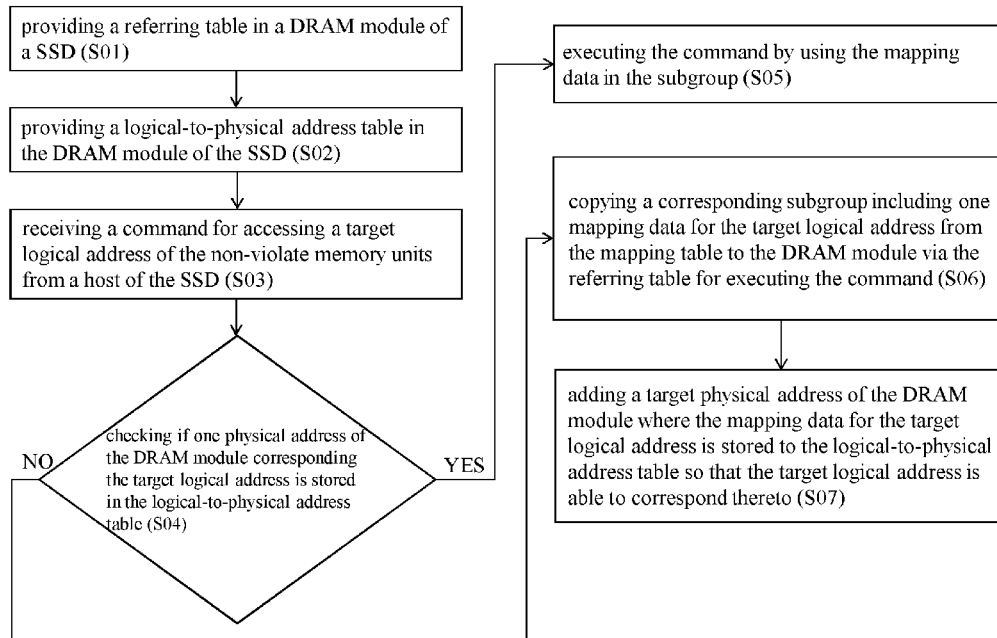 providing a referring table in a DRAM module of
a SSD (S01)
providing a logical-to-physical address table in
the DRAM module of the SSD (S02)
receiving a command for accessing a target
logical address of the non-violate memory units
from a host of the SSD (S03)
checking if one physical address of
the DRAM module corresponding
the target logical address is stored
in the logical-to-physical address
table (S04)
NO
YES
executing the command by using the mapping
data in the subgroup (S05)
copying a corresponding subgroup including one
mapping data for the target logical address from
the mapping table to the DRAM module via the
referring table for executing the command (S06)
adding a target physical address of the DRAM
module where the mapping data for the target
logical address is stored to the logical-to-physical
address table so that the target logical address is
able to correspond thereto (S07)